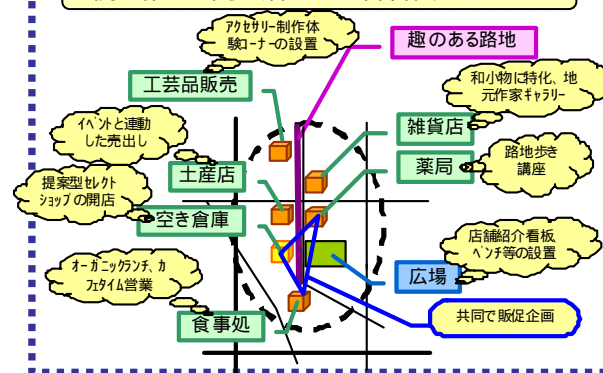 アクセサリー制作体
験コーナーの設置
趣のある路地
工芸品販売
和小物に特化、地
元作家ギャラリー
イベントと連動
した売出し
雑貨店
路地歩き
講座
土産店
薬局
提案型セレクト
ショップの開店
空き倉庫
店舗紹介看板
ベンチ等の設置
オーガニックランチ、カ
フェタイム営業
広場
食事処
共同で販促企画